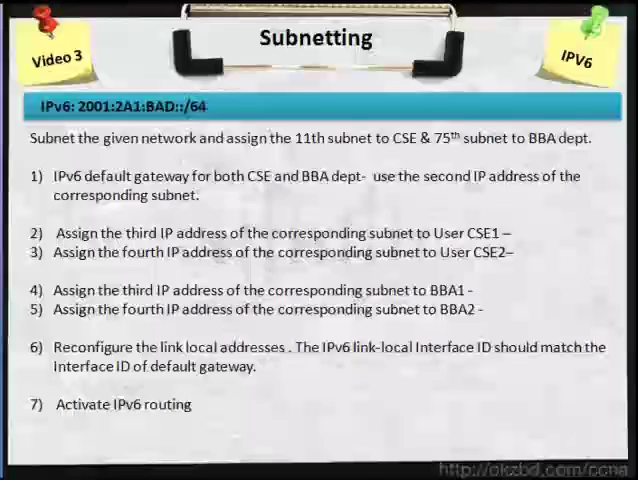 Subnetting
Video 3
IPV6
IPv6: 2001:2A1:BAD::/64
Subnet the given network and assign the 11th subnet to CSE & 75th subnet to BBA dept.
1) IPv6 default gateway for both CSE and BBA dept- use the second IP address of the
corresponding subnet.
2) Assign the third IP address of the corresponding subnet to User CSE1 –
3) Assign the fourth IP address of the corresponding subnet to User CSE2–
4) Assign the third IP address of the corresponding subnet to BBA1 -
5) Assign the fourth IP address of the corresponding subnet to BBA2 -
6) Reconfigure the link local addresses . The IPv6 link-local Interface ID should match the
Interface ID of default gateway.
7) Activate IPv6 routing
http://okzbd.com/ccna